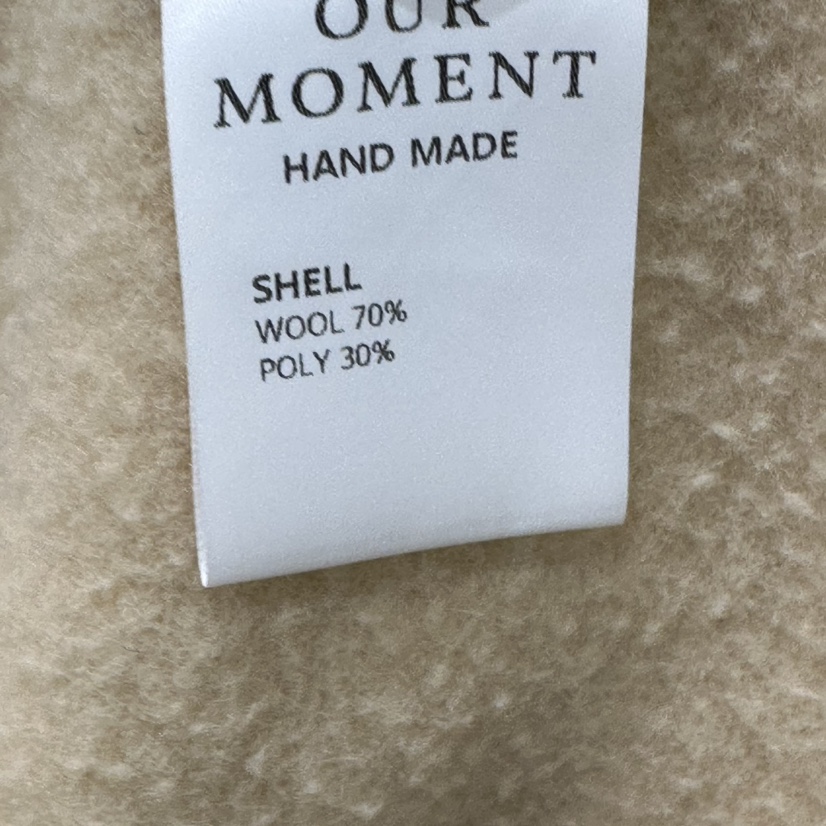 OUR
MOMENT
HAND MADE
SHELL
WOOL 70%
POLY 30%